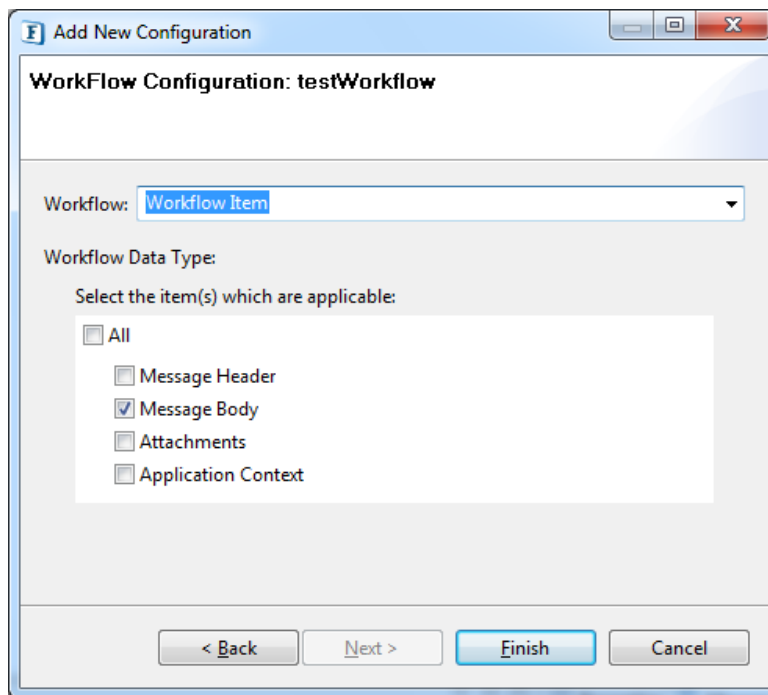 Add New Configuration
WorkFlow Configuration: testWorkflow
Workflow: Workflow Item
Workflow Data Type:
Select the item(s) which are applicable:
All
Message Header
Message Body
Attachments
Application Context
< Back Next > Finish Cancel